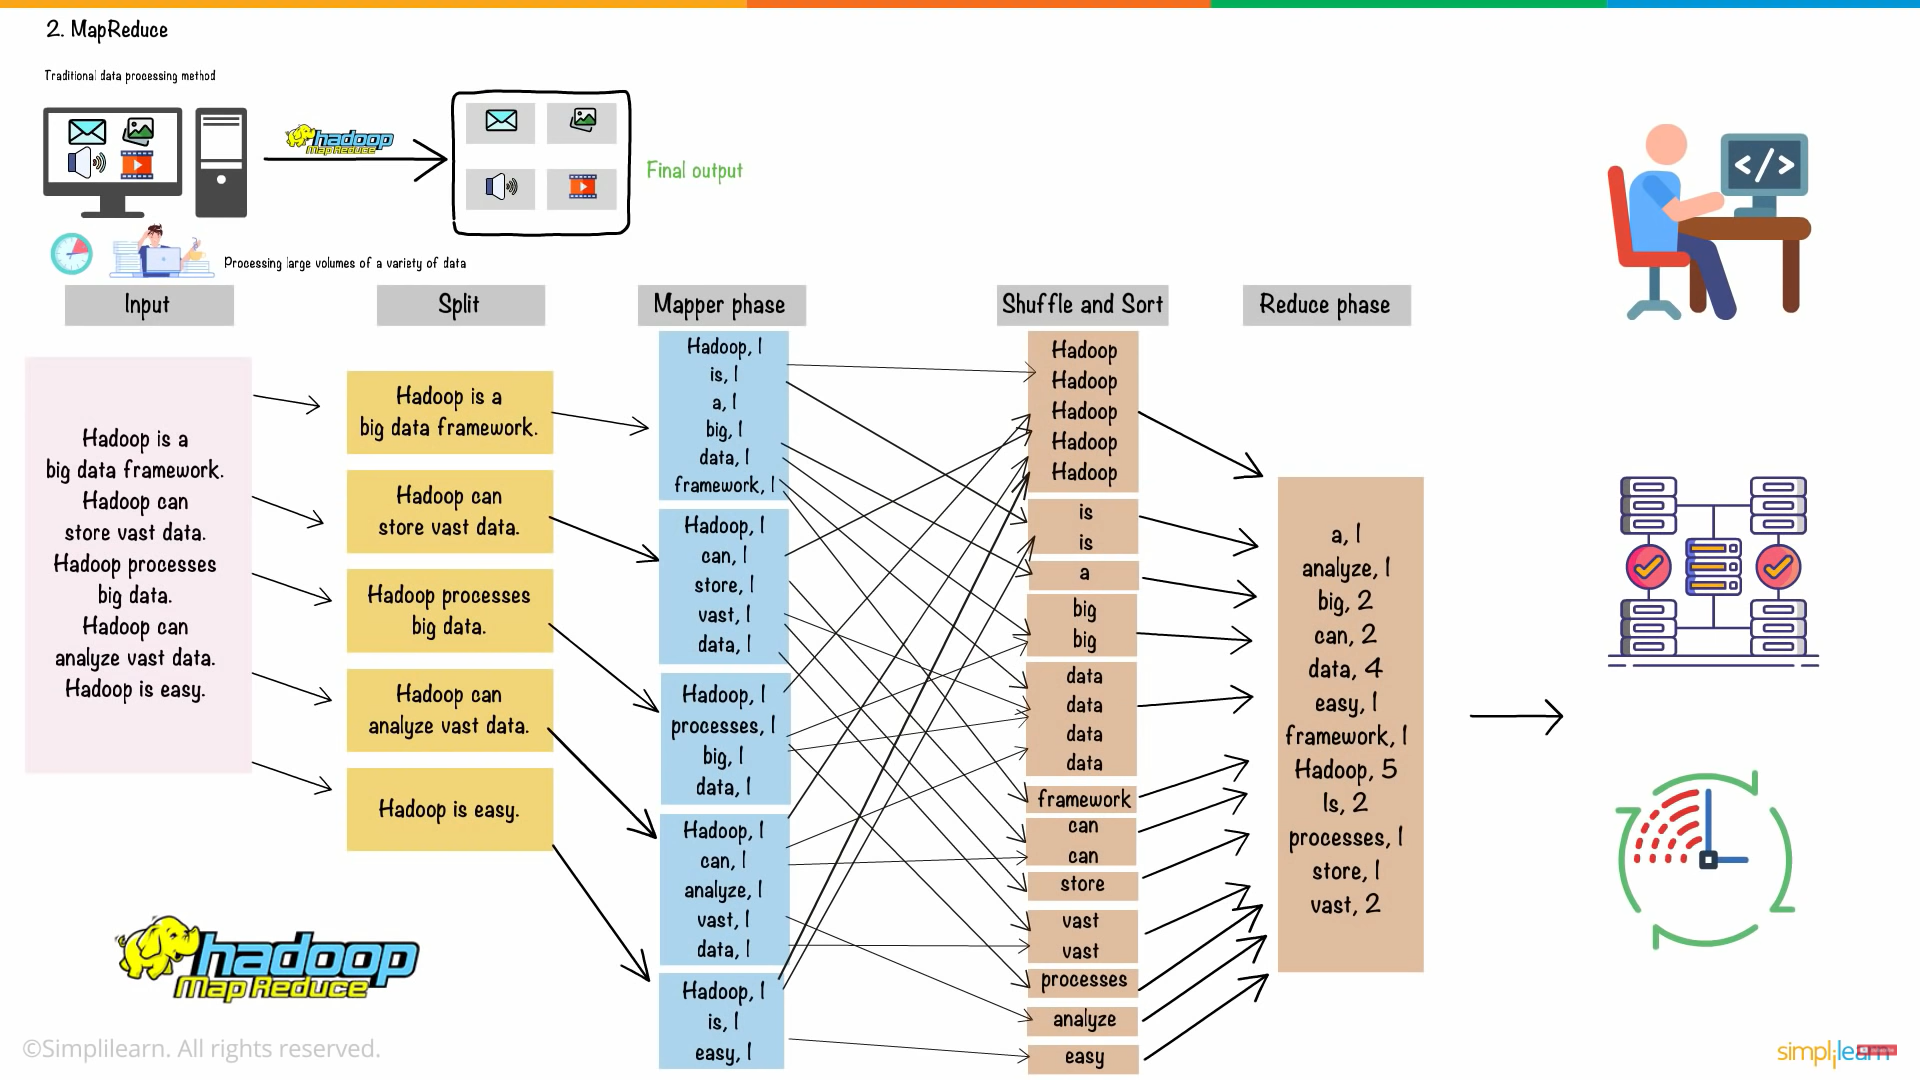 2. MapReduce
Traditional data processing method
hadoop
Map Reduce
Final output
Processing large volumes of a variety of data
Input
Split
Mapper phase
Shuffle and Sort
Reduce phase
Hadoop is a
big data framework.
Hadoop can
store vast data.
Hadoop processes
big data.
Hadoop can
analyze vast data.
Hadoop is easy.
Hadoop is a
big data framework.
Hadoop can
store vast data.
Hadoop processes
big data.
Hadoop can
analyze vast data.
Hadoop is easy.
Hadoop, 1
is, 1
a, 1
big, 1
data, 1
framework, 1
Hadoop, 1
can, 1
store, 1
vast, 1
data, 1
Hadoop, 1
processes, 1
big, 1
data, 1
Hadoop, 1
can, 1
analyze, 1
vast, 1
data, 1
Hadoop, 1
is, 1
easy, 1
Hadoop
Hadoop
Hadoop
Hadoop
Hadoop
is
is
a
big
big
data
data
data
data
framework
can
can
store
vast
vast
processes
analyze
easy
a, 1
analyze, 1
big, 2
can, 2
data, 4
easy, 1
framework, 1
Hadoop, 5
Is, 2
processes, 1
store, 1
vast, 2
</>
hadoop
Map Reduce
©Simplilearn. All rights reserved.
simplilearn